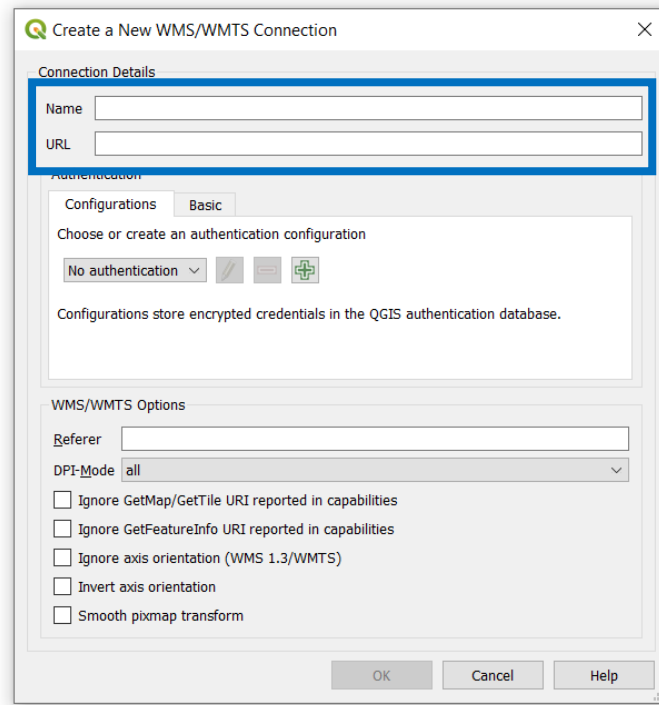 Create a New WMS/WMTS Connection
Connection Details
Name
URL
Authentication
Configurations Basic
Choose or create an authentication configuration
No authentication
Configurations store encrypted credentials in the QGIS authentication database.
WMS/WMTS Options
Referer
DPI-Mode all
Ignore GetMap/GetTile URI reported in capabilities
Ignore GetFeatureInfo URI reported in capabilities
Ignore axis orientation (WMS 1.3/WMTS)
Invert axis orientation
Smooth pixmap transform
OK Cancel Help